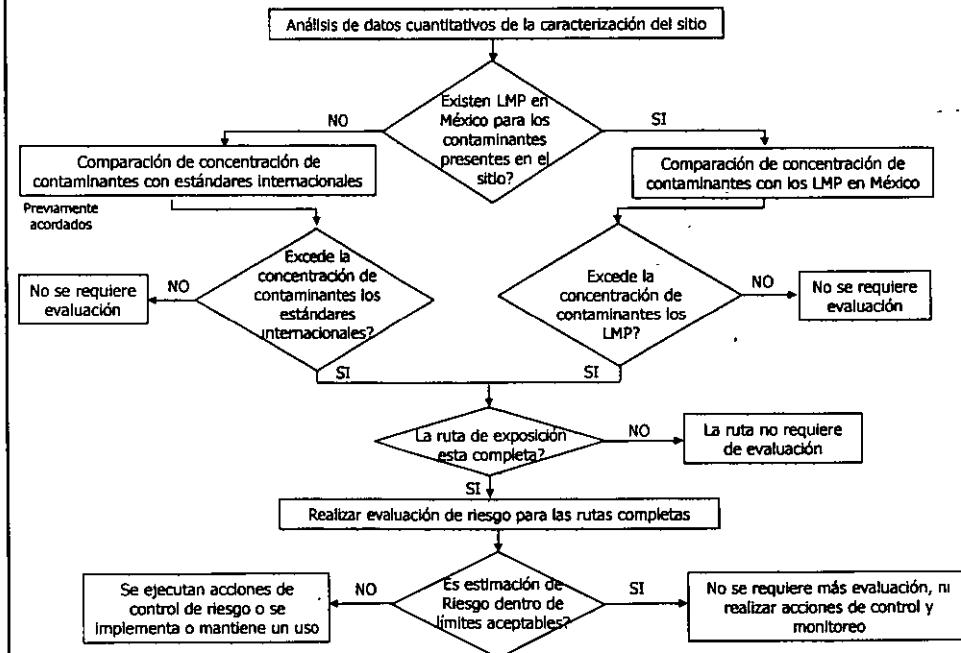 Análisis de datos cuantitativos de la caracterización del sitio
Existen LMP en
México para los
contaminantes
presentes en el
sitio?
NO
SI
Comparación de concentración de
contaminantes con estándares internacionales
Previamente
acordados
Comparación de concentración de
contaminantes con los LMP en México
Excede la
concentración de
contaminantes los
estándares
internacionales?
NO
No se requiere
evaluación
SI
Excede la
concentración de
contaminantes los
LMP?
NO
No se requiere
evaluación
SI
La ruta de exposición
esta completa?
NO
La ruta no requiere
de evaluación
SI
Realizar evaluación de riesgo para las rutas completas
Es estimación de
Riesgo dentro de
límites aceptables?
NO
Se ejecutan acciones de
control de riesgo o se
implementa o mantiene un uso
SI
No se requiere más evaluación, ni
realizar acciones de control y
monitoreo